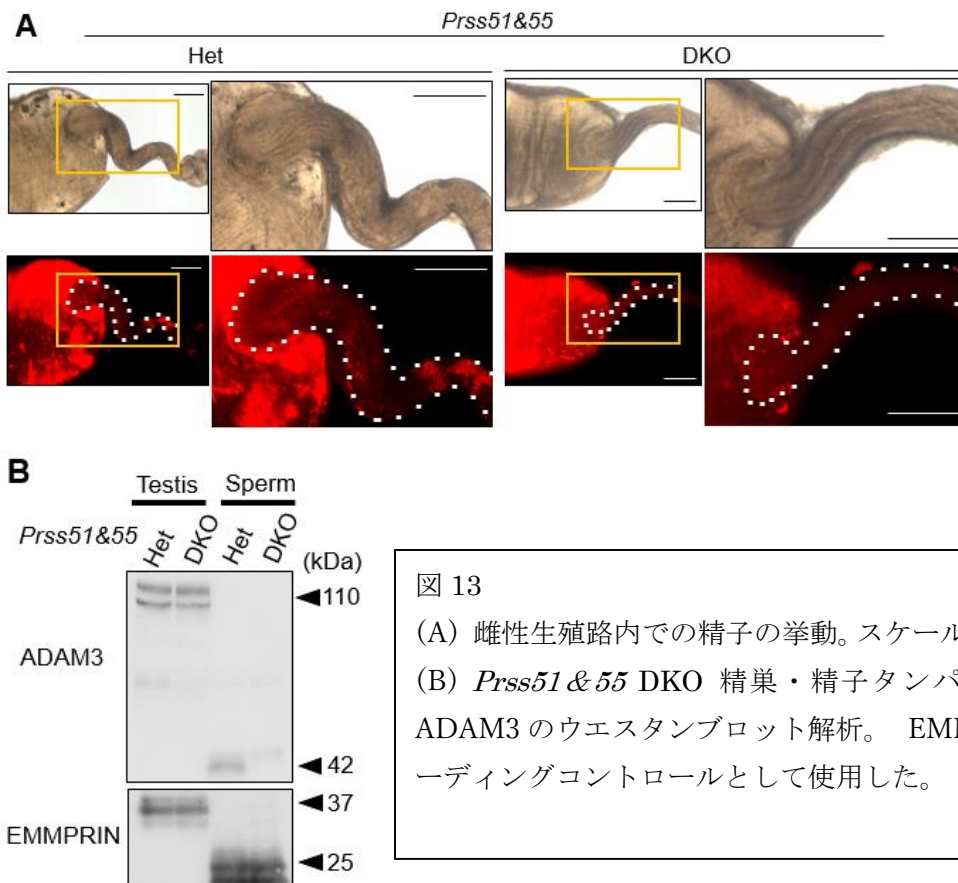 A
Prss51&55
Het
DKO
B
Testis Sperm
Prss51&55
Het DKO Het DKO
(kDa)
110
ADAM3
42
37
EMMPRIN
25
図 13
(A) 雌性生殖路内での精子の挙動。スケール
(B) Prss51&55 DKO 精巣・精子タンパ
ADAM3 のウエスタンブロット解析。 EMM
ーディングコントロールとして使用した。